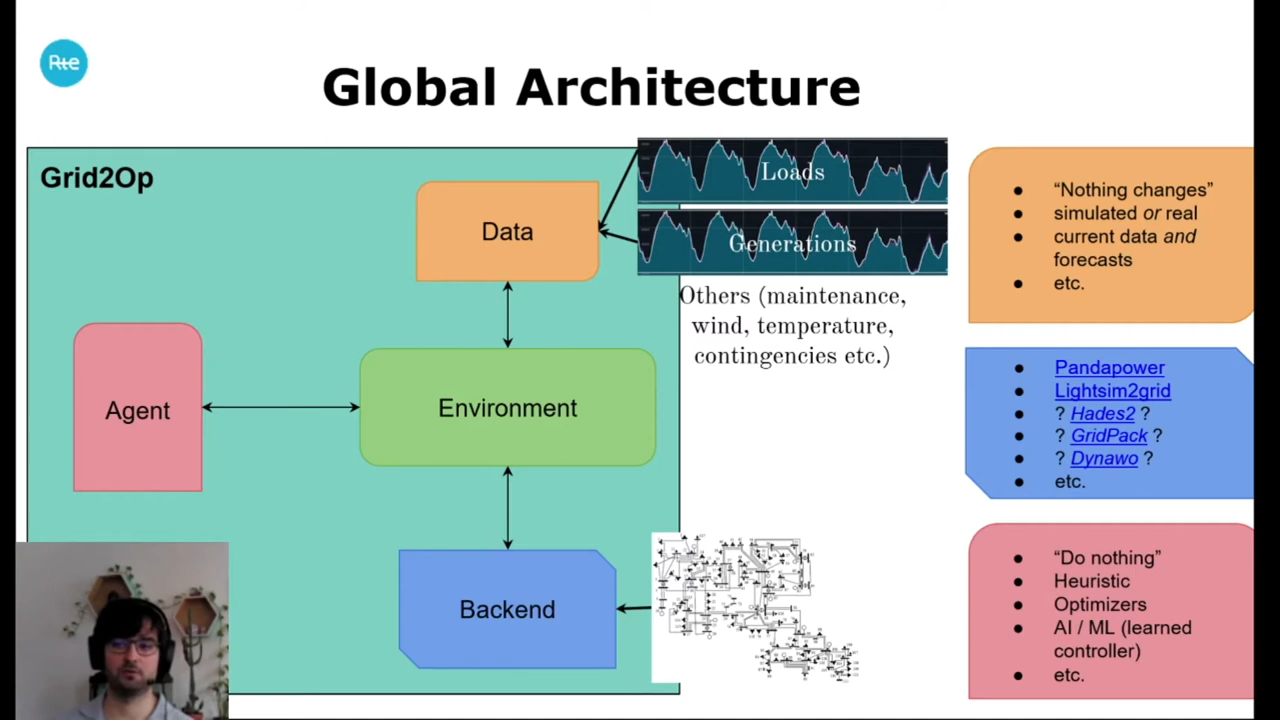 Rte
Global Architecture
Grid2Op
Data
Loads
Generations
Others (maintenance,
wind, temperature,
contingencies etc.)
Agent
Environment
Backend
● “Nothing changes”
● simulated or real
● current data and
forecasts
● etc.
● Pandapower
● Lightsim2grid
● ? Hades2 ?
● ? GridPack ?
● ? Dynawo ?
● etc.
● “Do nothing”
● Heuristic
● Optimizers
● AI / ML (learned
controller)
● etc.